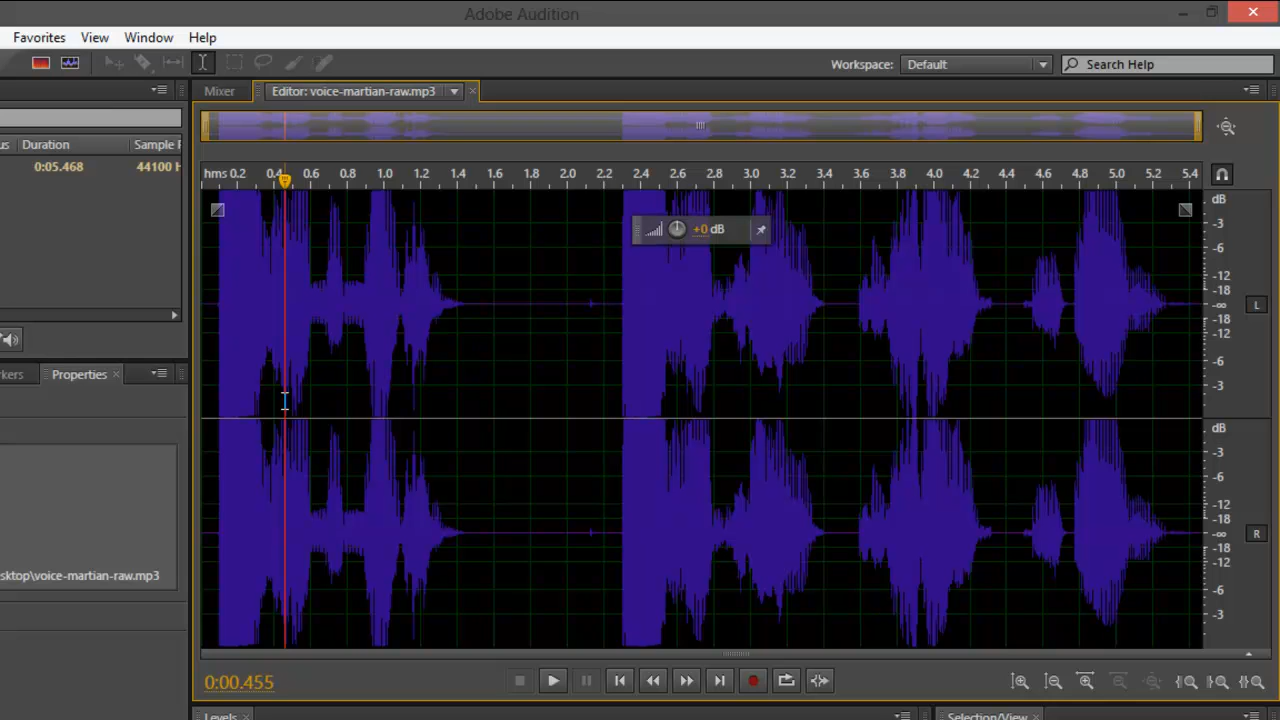 Adobe Audition
Favorites View Window Help
Workspace: Default Search Help
Mixer Editor: voice-martian-raw.mp3
us Duration Sample R
0:05.468 44100 H
hms 0.2 0.4 0.6 0.8 1.0 1.2 1.4 1.6 1.8 2.0 2.2 2.4 2.6 2.8 3.0 3.2 3.4 3.6 3.8 4.0 4.2 4.4 4.6 4.8 5.0 5.2 5.4
dB
-3
+0 dB
-6
-12
-18
-∞ L
-18
-12
-6
rkers Properties
-3
dB
-3
-6
-12
-18
-∞ R
-18
-12
sktop\voice-martian-raw.mp3
-6
-3
0:00.455
Levels Selection/View